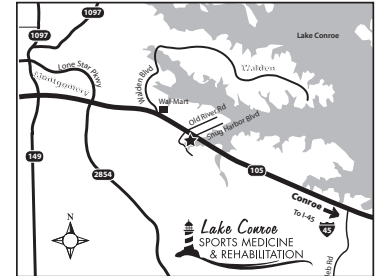 1097
1097
Lake Conroe
Lone Star Pkwy
Montgomery
Walden Blvd
Walden
Wal-Mart
Old River Rd
Snug Harbor Blvd
149
2854
105
Conroe
To I-45
45
N
Lake Conroe
SPORTS MEDICINE
& REHABILITATION